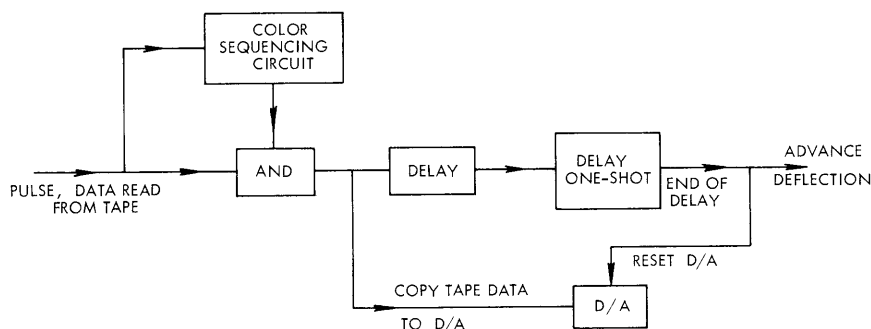 COLOR
SEQUENCING
CIRCUIT
PULSE, DATA READ
FROM TAPE
AND
DELAY
DELAY
ONE-SHOT
END OF
DELAY
ADVANCE
DEFLECTION
RESET D/A
COPY TAPE DATA
TO D/A
D/A